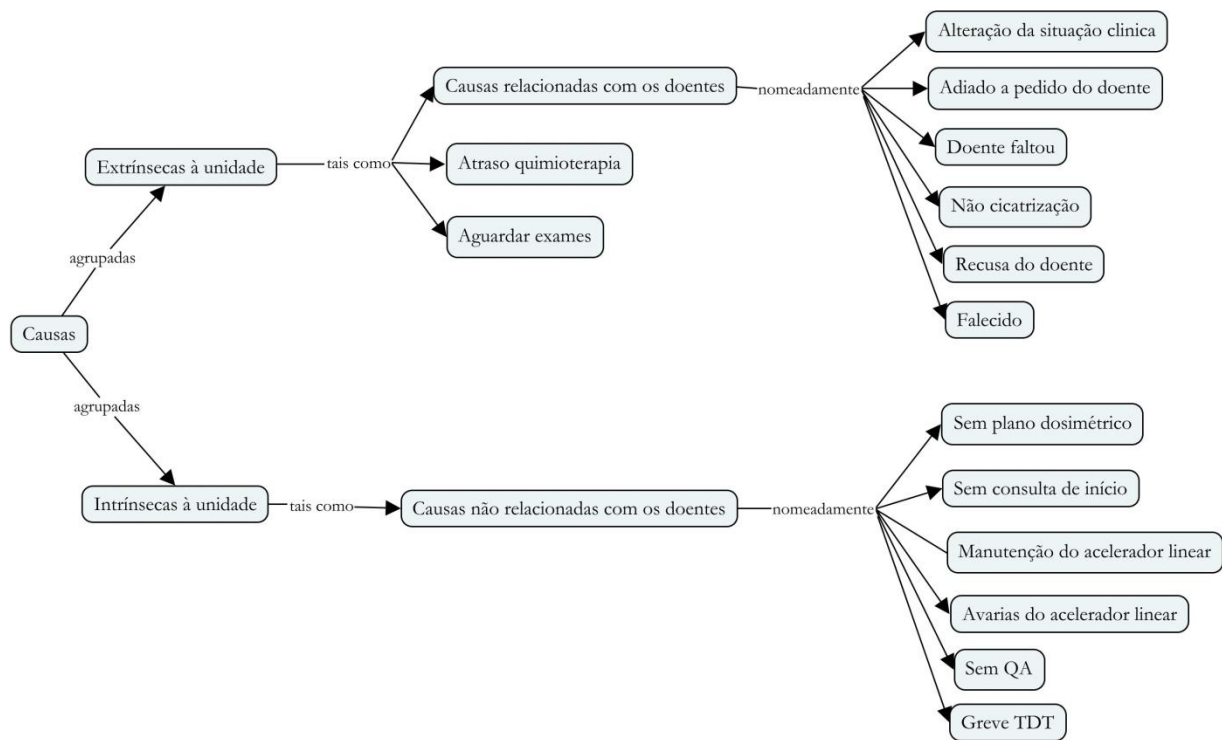 Alteração da situação clinica
Causas relacionadas com os doentes
nomeadamente
Adiado a pedido do doente
Doente faltou
Extrínsecas à unidade
tais como
Atraso quimioterapia
Não cicatrização
Aguardar exames
Recusa do doente
agrupadas
Falecido
Causas
agrupadas
Sem plano dosimétrico
Sem consulta de início
Intrínsecas à unidade
tais como
Causas não relacionadas com os doentes
nomeadamente
Manutenção do acelerador linear
Avarias do acelerador linear
Sem QA
Greve TDT